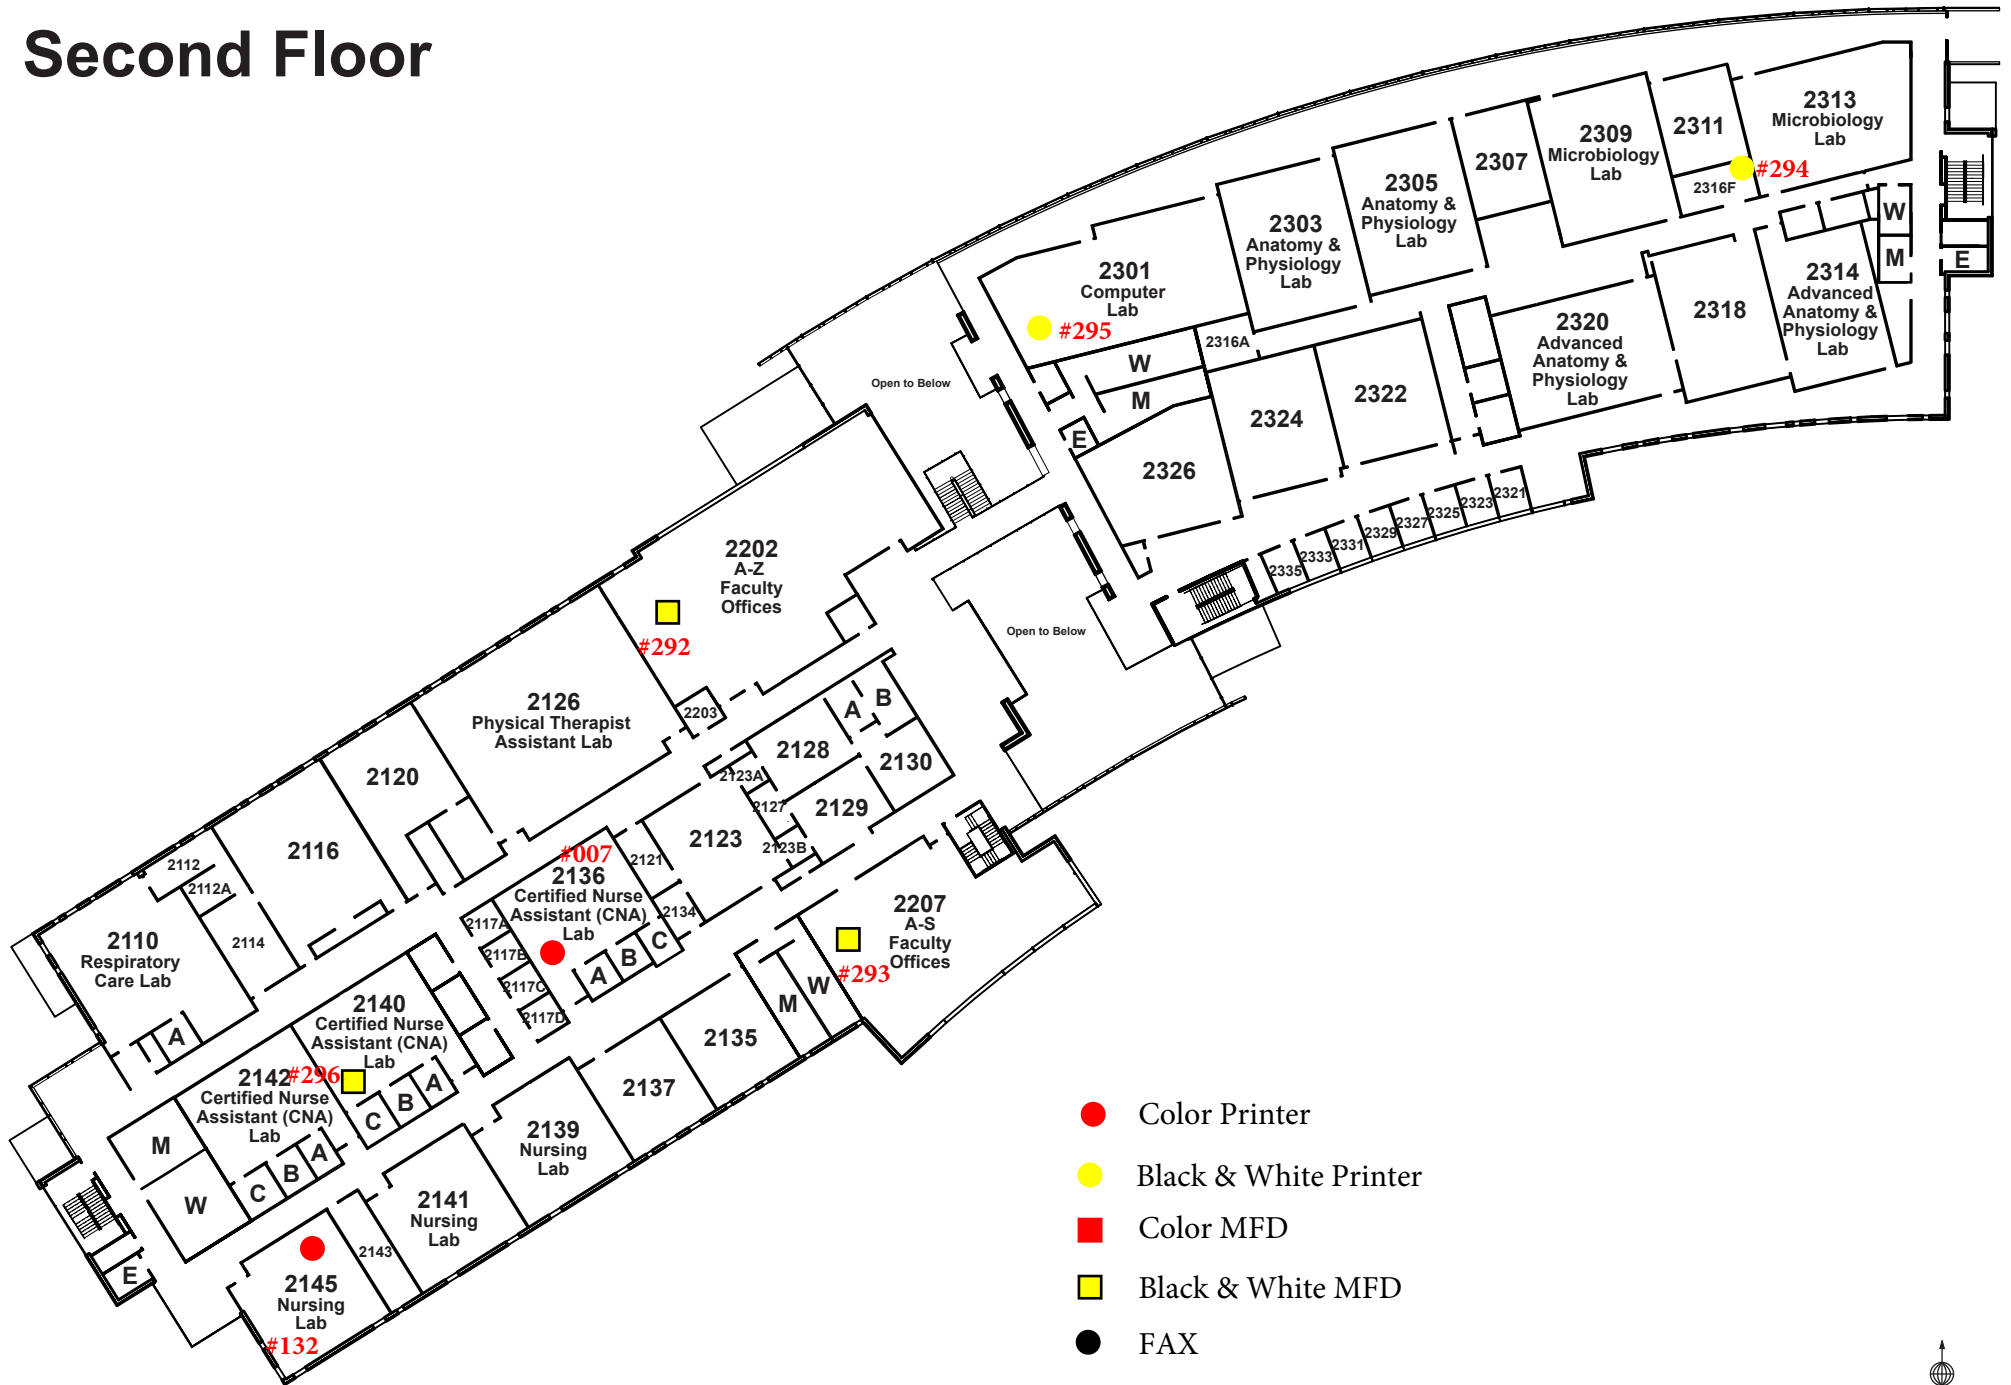 Second Floor
2313
Microbiology
Lab
2311
2309
Microbiology
Lab
#294
2316F
2307
2305
Anatomy &
Physiology
Lab
2303
Anatomy &
Physiology
Lab
2301
Computer
Lab
#295
2316A
W
M
E
W
M
E
2314
Advanced
Anatomy &
Physiology
Lab
2318
2320
Advanced
Anatomy &
Physiology
Lab
2322
2324
2326
2321
2323
2325
2327
2329
2331
2333
2335
Open to Below
Open to Below
2202
A-Z
Faculty
Offices
#292
2203
2126
Physical Therapist
Assistant Lab
2120
2116
2112
2112A
2114
2110
Respiratory
Care Lab
A
A
B
2128
2130
2123A
2127
2129
2123
2123B
2121
2134
#007
2136
Certified Nurse
Assistant (CNA)
Lab
A
B
C
2117A
2117B
2117C
2117D
2207
A-S
Faculty
Offices
#293
W
M
2135
2137
2139
Nursing
Lab
2141
Nursing
Lab
2143
2145
Nursing
Lab
#132
2140
Certified Nurse
Assistant (CNA)
Lab
#296
A
B
C
2142
Certified Nurse
Assistant (CNA)
Lab
A
B
C
M
W
E
Color Printer
Black & White Printer
Color MFD
Black & White MFD
FAX